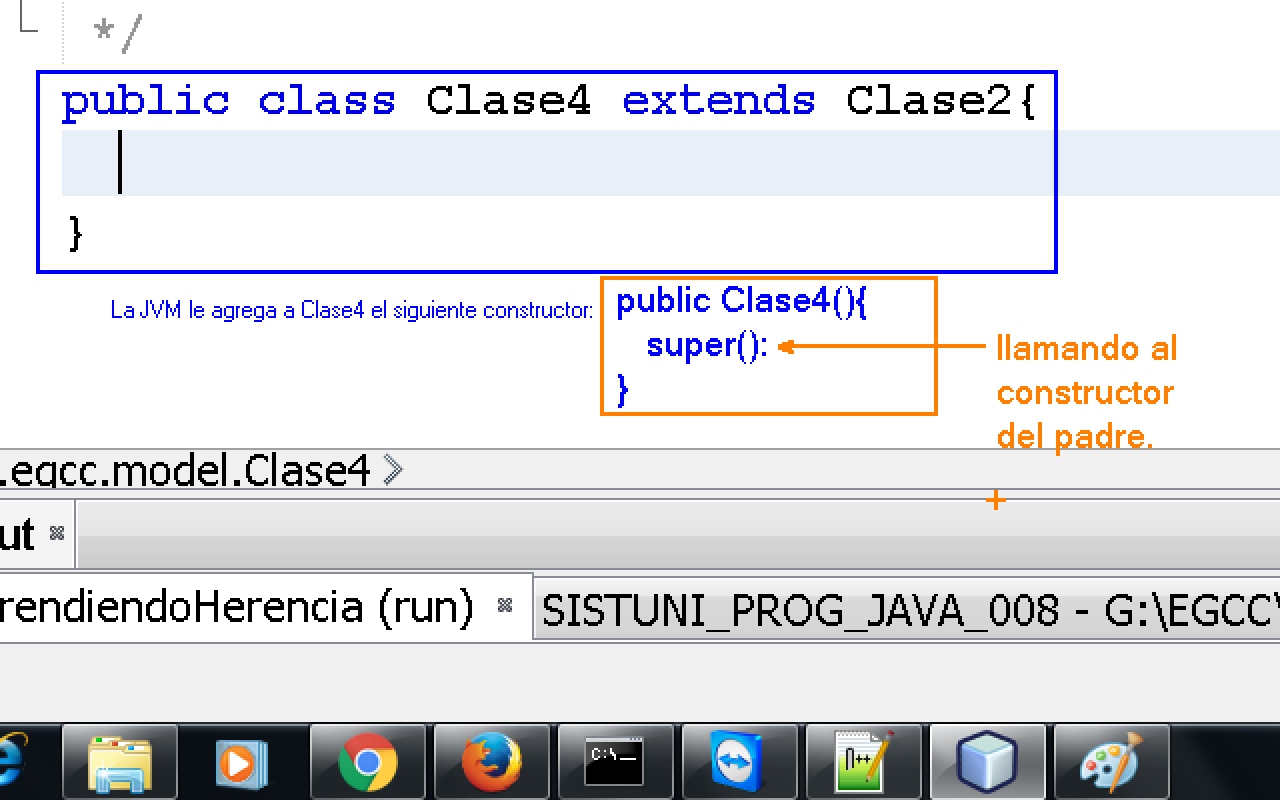 */
public class Clase4 extends Clase2{
}
La JVM le agrega a Clase4 el siguiente constructor:
public Clase4(){
super():
}
llamando al
constructor
del padre.
.egcc.model.Clase4
ut
rendiendoHerencia (run)
SISTUNI_PROG_JAVA_008 - G:\EGCC\
C:\
n++